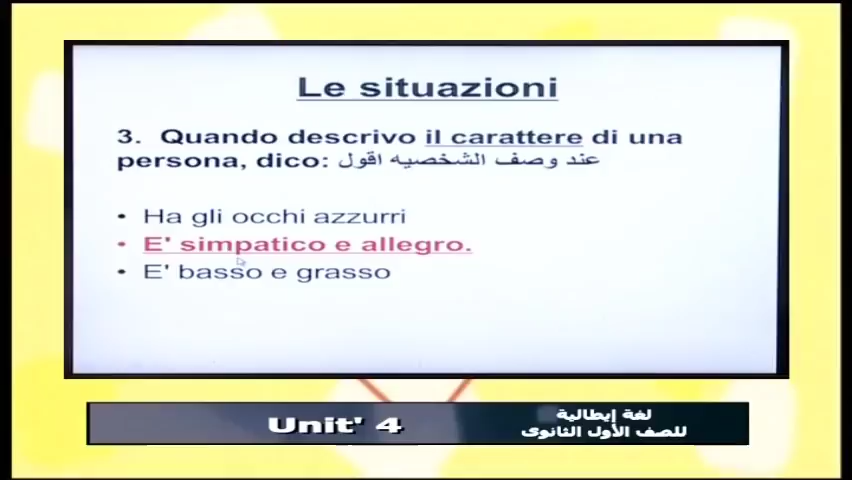 Le situazioni
3. Quando descrivo il carattere di una
persona, dico: عند وصف الشخصيه اقول
• Ha gli occhi azzurri
• E' simpatico e allegro.
• E' basso e grasso
Unit' 4
لغة إيطالية
للصف الأول الثانوى